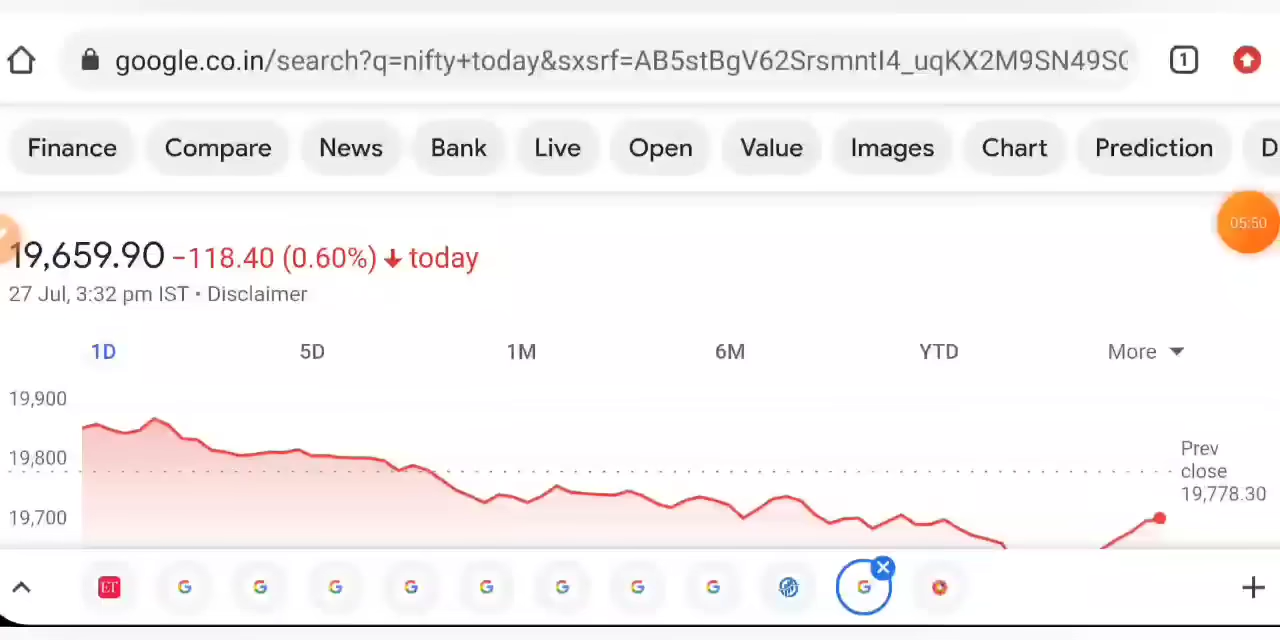 google.co.in/search?q=nifty+today&sxsrf=AB5stBgV62SrsmntI4_uqKX2M9SN49S
1
Finance Compare News Bank Live Open Value Images Chart Prediction D
19,659.90 −118.40 (0.60%) ↓ today
05:50
27 Jul, 3:32 pm IST • Disclaimer
1D 5D 1M 6M YTD More
19,900
19,800
19,700
Prev
close
19,778.30
ET G G G G G G G G G